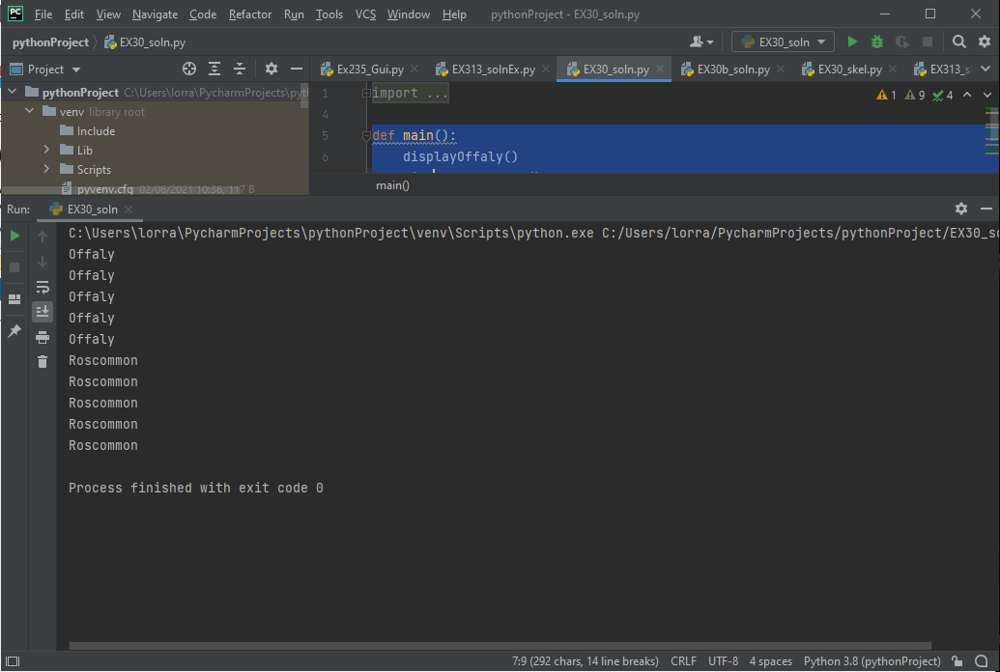 PC File Edit View Navigate Code Refactor Run Tools VCS Window Help pythonProject - EX30_soln.py
pythonProject EX30_soln.py EX30_soln
Project Ex235_Gui.py EX313_solnEx.py EX30_soln.py EX30b_soln.py EX30_skel.py EX313_s
pythonProject C:\Users\lorra\PycharmProjects\pyth
venv library root
Include
Lib
Scripts
pyvenv.cfg 02/06/2021 10:36, 117 B
1 import ... 1 9 4
4
5 def main():
6 displayOffaly()
main()
Run: EX30_soln
C:\Users\lorra\PycharmProjects\pythonProject\venv\Scripts\python.exe C:/Users/lorra/PycharmProjects/pythonProject/EX30_so
Offaly
Offaly
Offaly
Offaly
Offaly
Roscommon
Roscommon
Roscommon
Roscommon
Roscommon
Process finished with exit code 0
7:9 (292 chars, 14 line breaks) CRLF UTF-8 4 spaces Python 3.8 (pythonProject)